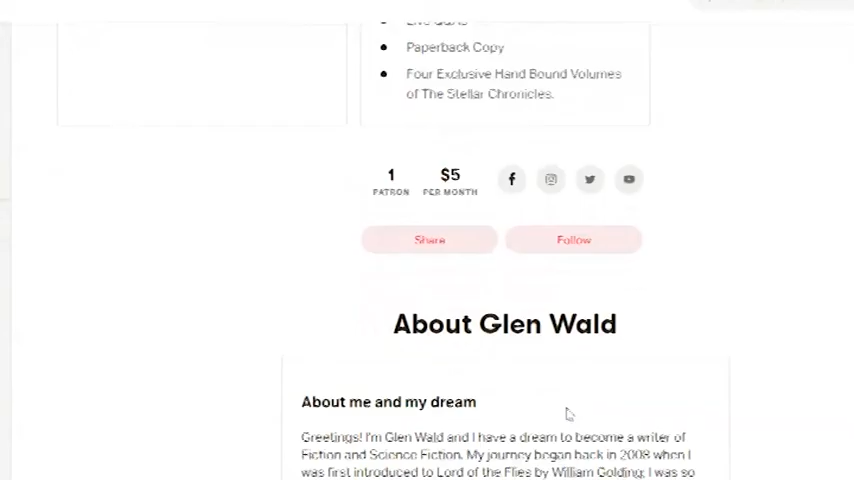 Live Q&As
Paperback Copy
Four Exclusive Hand Bound Volumes
of The Stellar Chronicles.
1
PATRON
$5
PER MONTH
Share
Follow
About Glen Wald
About me and my dream
Greetings! I'm Glen Wald and I have a dream to become a writer of
Fiction and Science Fiction. My journey began back in 2008 when I
was first introduced to Lord of the Flies by William Golding; I was so